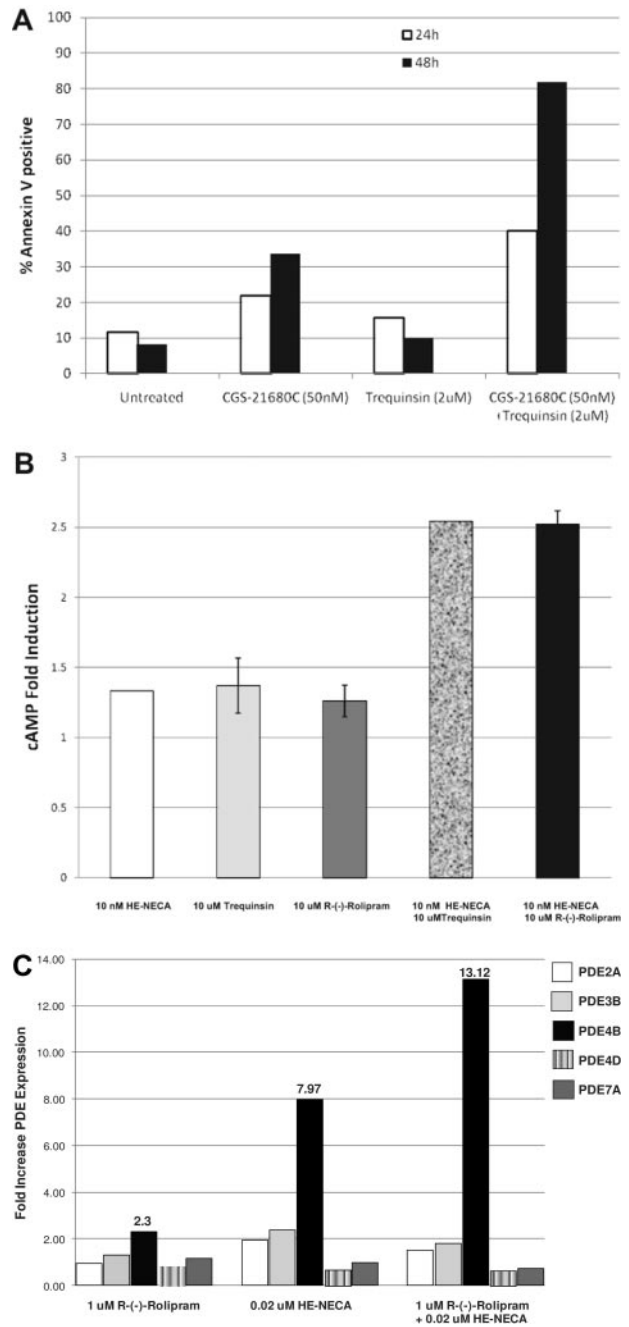 A
% Annexin V positive
100
90
80
70
60
50
40
30
20
10
0
24h
48h
Untreated
CGS-21680C (50nM)
Trequinsin (2uM)
CGS-21680C (50nM)
+Trequinsin (2uM)
B
cAMP Fold Induction
3
2.5
2
1.5
1
0.5
0
10 nM HE-NECA
10 uM Trequinsin
10 uM R-(-)-Rolipram
10 nM HE-NECA
10 uMTrequinsin
10 nM HE-NECA
10 uM R-(-)-Rolipram
C
Fold Increase PDE Expression
14.00
12.00
10.00
8.00
6.00
4.00
2.00
0.00
2.3
7.97
13.12
PDE2A
PDE3B
PDE4B
PDE4D
PDE7A
1 uM R-(-)-Rolipram
0.02 uM HE-NECA
1 uM R-(-)-Rolipram
+ 0.02 uM HE-NECA